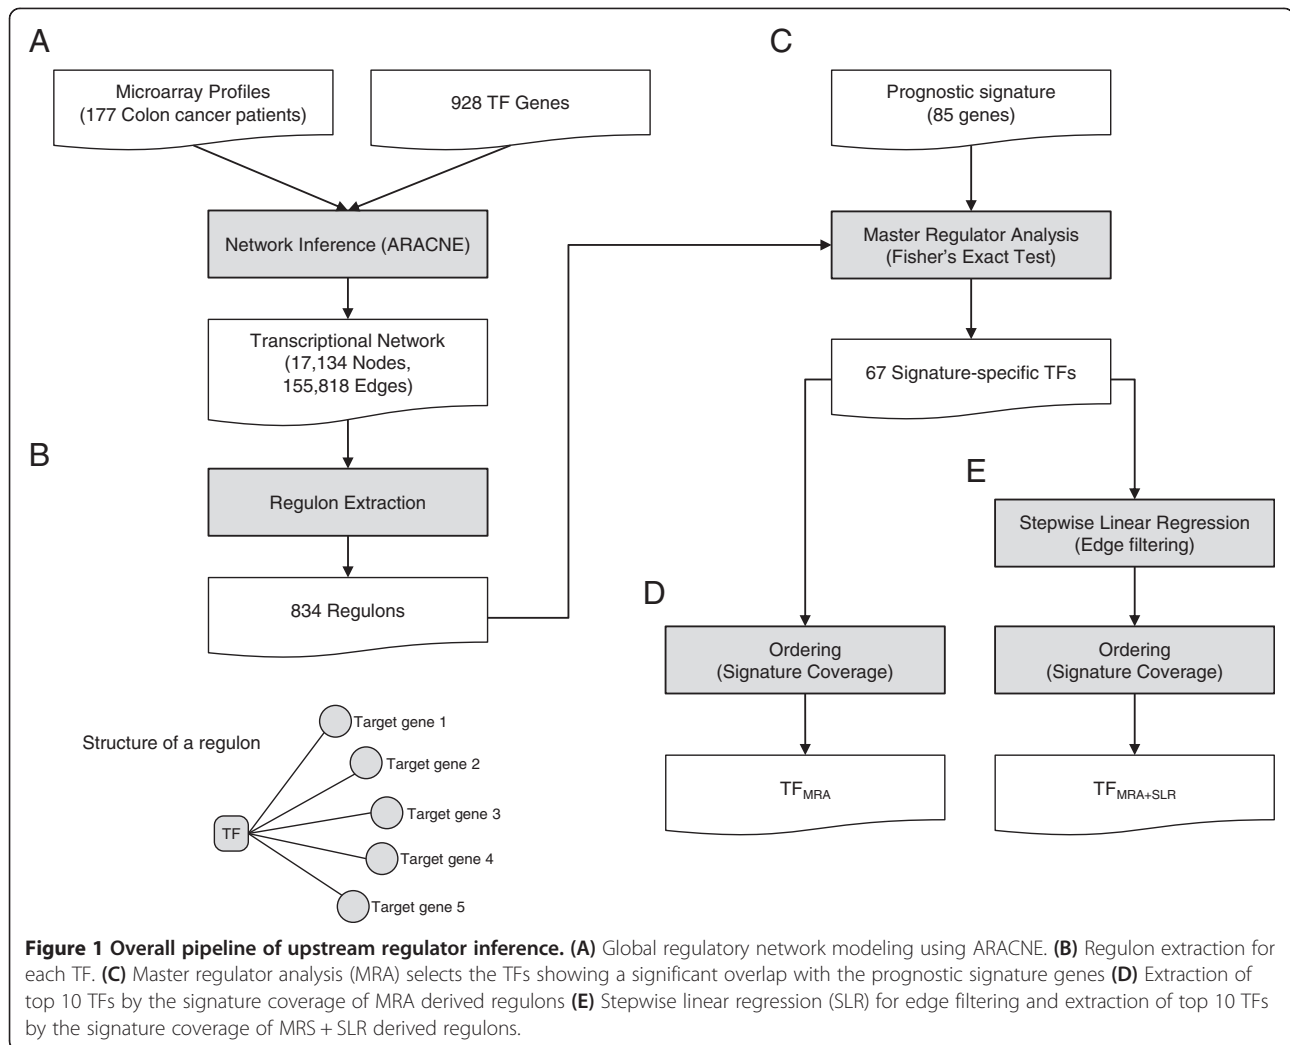 A
Microarray Profiles
(177 Colon cancer patients)
928 TF Genes
Network Inference (ARACNE)
Transcriptional Network
(17,134 Nodes,
155,818 Edges)
B
Regulon Extraction
834 Regulons
Structure of a regulon
TF
Target gene 1
Target gene 2
Target gene 3
Target gene 4
Target gene 5
C
Prognostic signature
(85 genes)
Master Regulator Analysis
(Fisher's Exact Test)
67 Signature-specific TFs
D
Ordering
(Signature Coverage)
TFMRA
E
Stepwise Linear Regression
(Edge filtering)
Ordering
(Signature Coverage)
TFMRA+SLR
Figure 1 Overall pipeline of upstream regulator inference. (A) Global regulatory network modeling using ARACNE. (B) Regulon extraction for
each TF. (C) Master regulator analysis (MRA) selects the TFs showing a significant overlap with the prognostic signature genes (D) Extraction of
top 10 TFs by the signature coverage of MRA derived regulons (E) Stepwise linear regression (SLR) for edge filtering and extraction of top 10 TFs
by the signature coverage of MRS + SLR derived regulons.